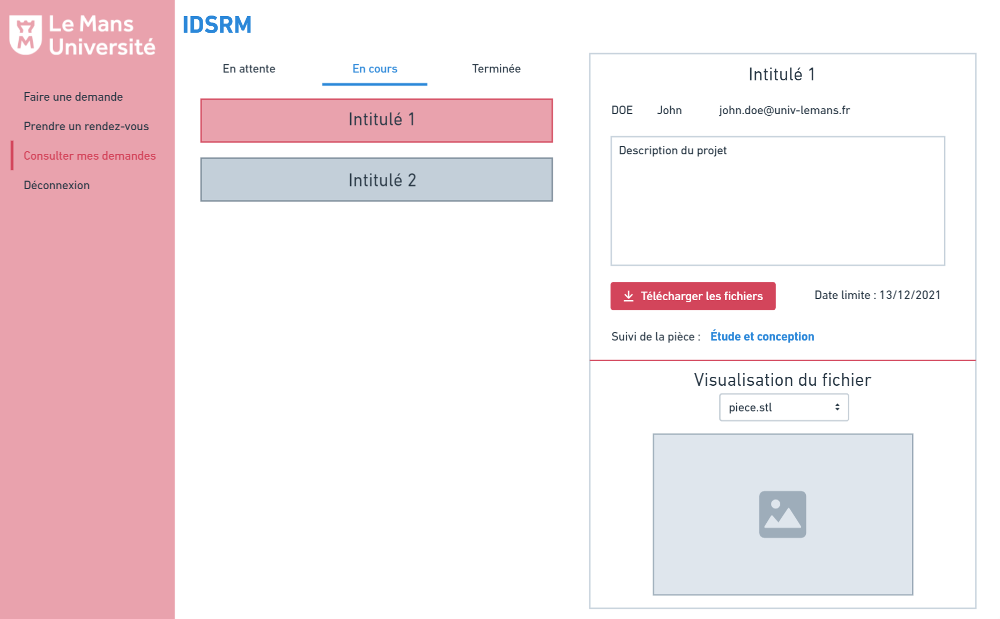 Le Mans
Université
Faire une demande
Prendre un rendez-vous
Consulter mes demandes
Déconnexion
IDSRM
En attente En cours Terminée
Intitulé 1
Intitulé 2
Intitulé 1
DOE John john.doe@univ-lemans.fr
Description du projet
Télécharger les fichiers Date limite : 13/12/2021
Suivi de la pièce : Étude et conception
Visualisation du fichier
piece.stl